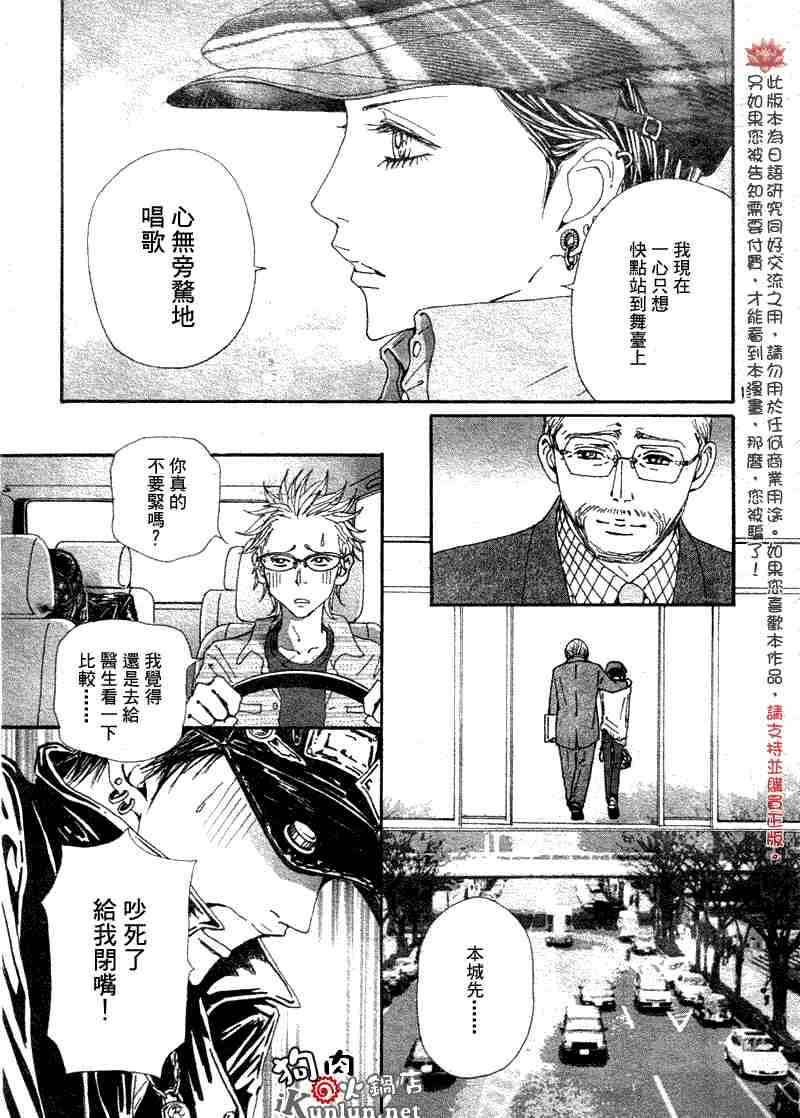 我現在
一心只想
快點站到舞臺上
心無旁騖地
唱歌
本城先……
你真的
不要緊嗎？
我覺得
還是去給
醫生看一下
比較……
吵死了
給我閉嘴！
此版本為日語研究同好交流之用，請勿用於任何商業用途。如果您喜歡本作品，請支持並購買正版。
另如果您被告知需要付費，才能看到本漫畫，那麼，您被騙了！
狗肉
火鍋店
Kunlun.net